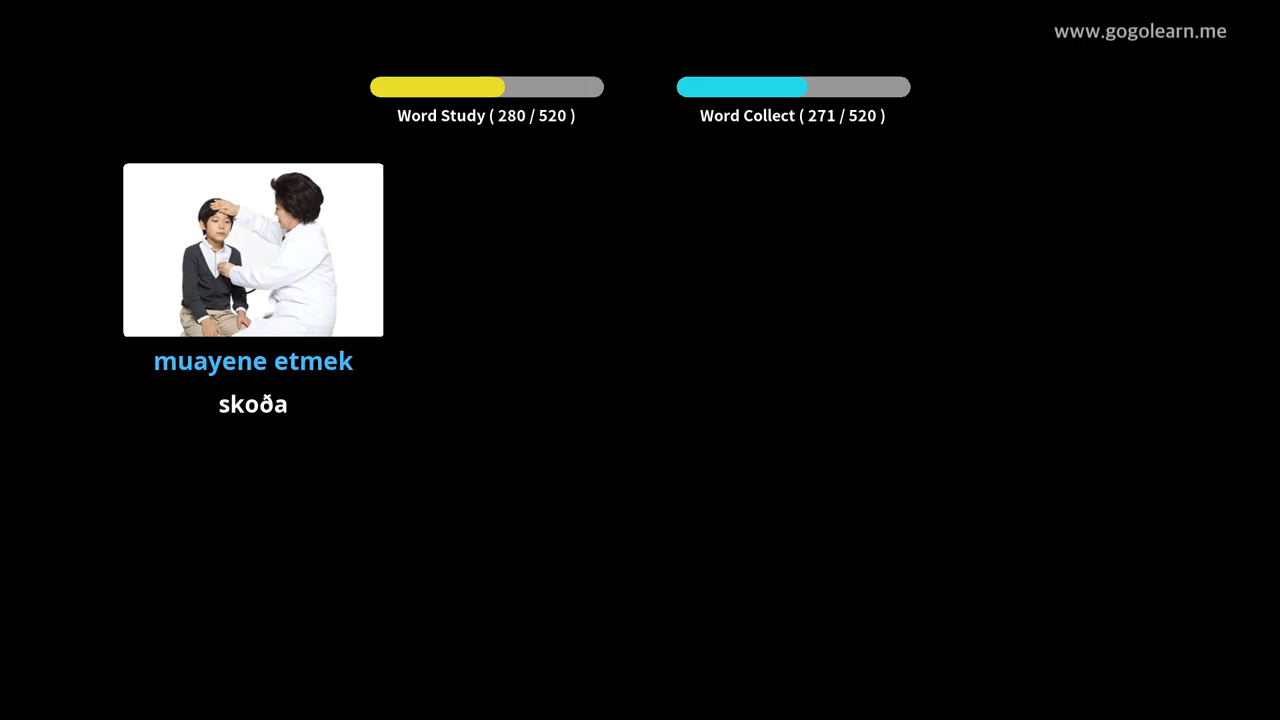 www.gogolearn.me
Word Study ( 280 / 520 )
Word Collect ( 271 / 520 )
muayene etmek
skoða